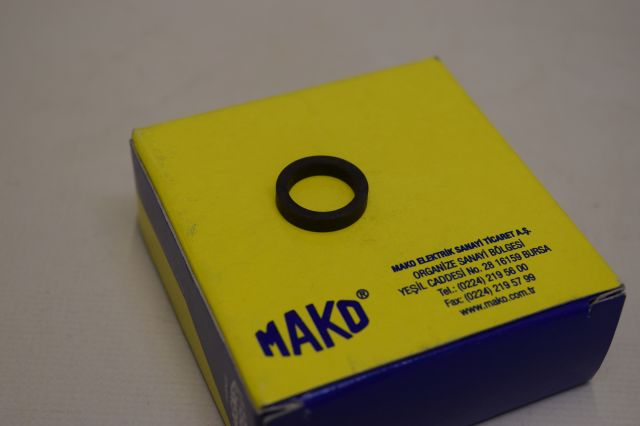 MAKO®
MAKO ELEKTRİK SANAYİ TİCARET A.Ş.
ORGANİZE SANAYİ BÖLGESİ
YEŞİL CADDESİ No. 28 16159 BURSA
Tel.: (0224) 219 56 00
Fax: (0224) 219 57 99
www.mako.com.tr